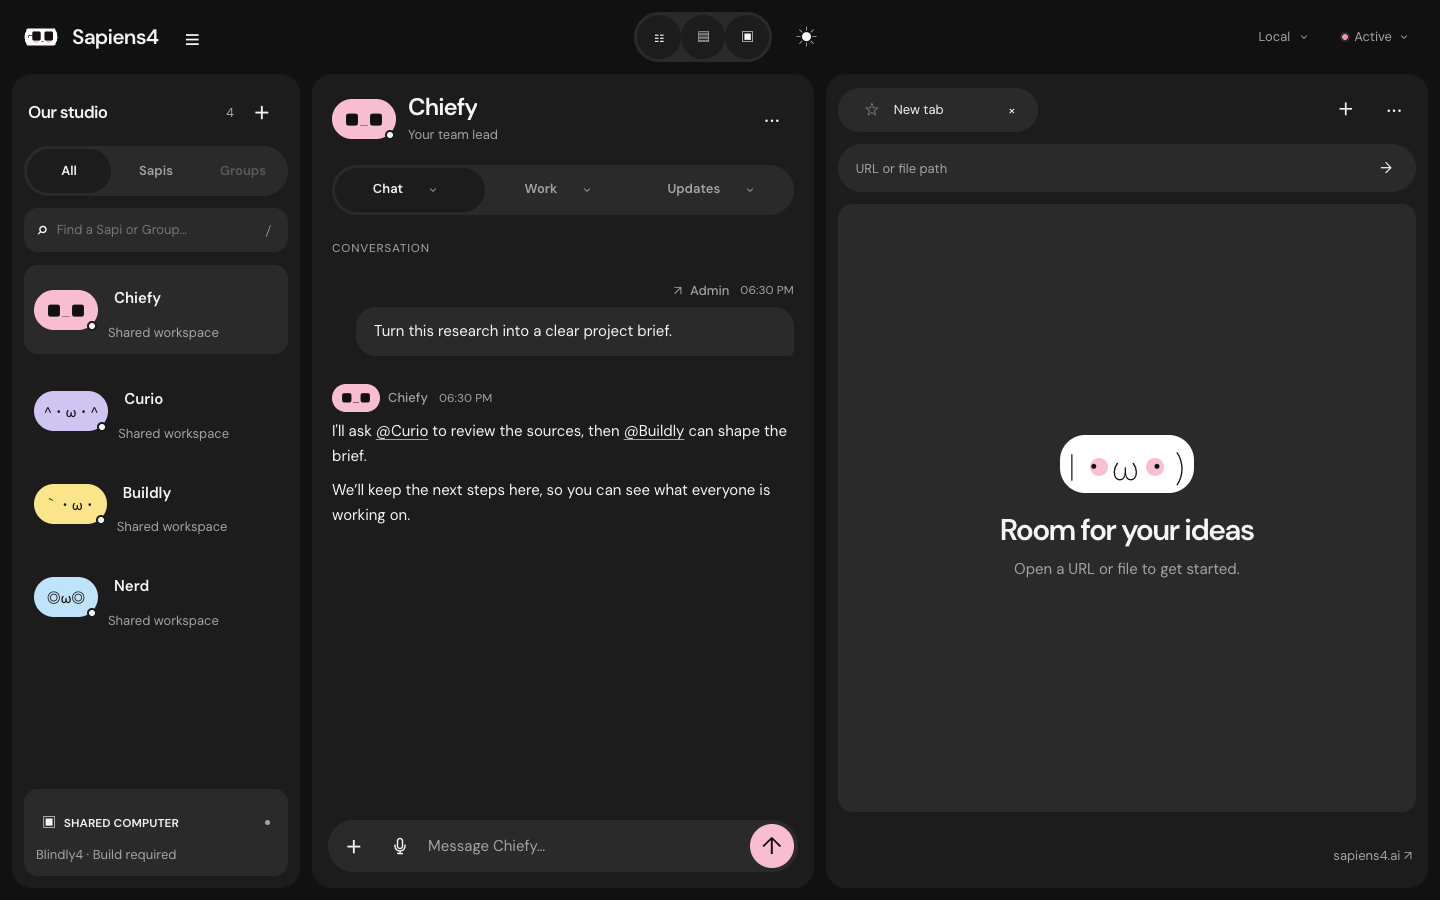 Sapiens4
Local
Active
Our studio
4
All
Sapis
Groups
Find a Sapi or Group...
/
Chiefy
Shared workspace
^・ω・^
Curio
Shared workspace
`・ω・
Buildly
Shared workspace
◎ω◎
Nerd
Shared workspace
SHARED COMPUTER
Blindly4 · Build required
Chiefy
Your team lead
Chat
Work
Updates
CONVERSATION
Admin 06:30 PM
Turn this research into a clear project brief.
Chiefy 06:30 PM
I'll ask @Curio to review the sources, then @Buildly can shape the
brief.
We’ll keep the next steps here, so you can see what everyone is
working on.
Message Chiefy...
New tab
URL or file path
Room for your ideas
Open a URL or file to get started.
sapiens4.ai